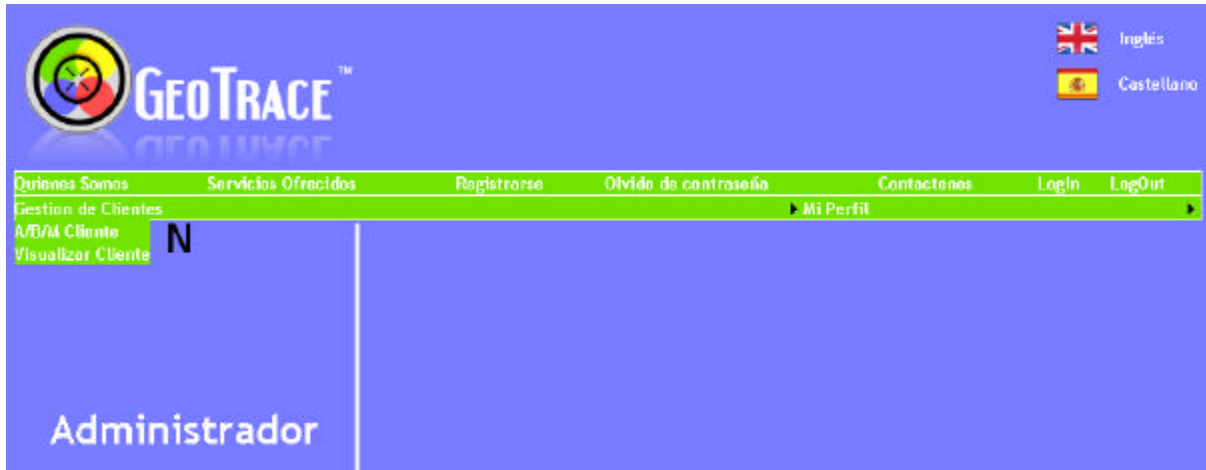 GEOTRACE™
Inglés
Castellano
Quienes Somos Servicios Ofrecidos Registrarse Olvido de contraseña Contactenos LogIn LogOut
Gestion de Clientes Mi Perfil
A/B/M Cliente
N
Visualizar Cliente
Administrador